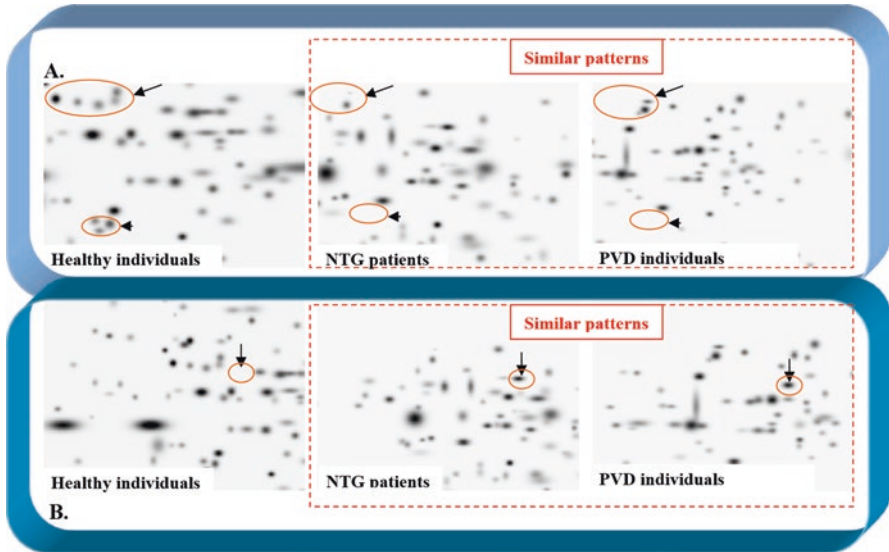 Similar patterns
A.
Healthy individuals
NTG patients
PVD individuals
Similar patterns
Healthy individuals
NTG patients
PVD individuals
B.